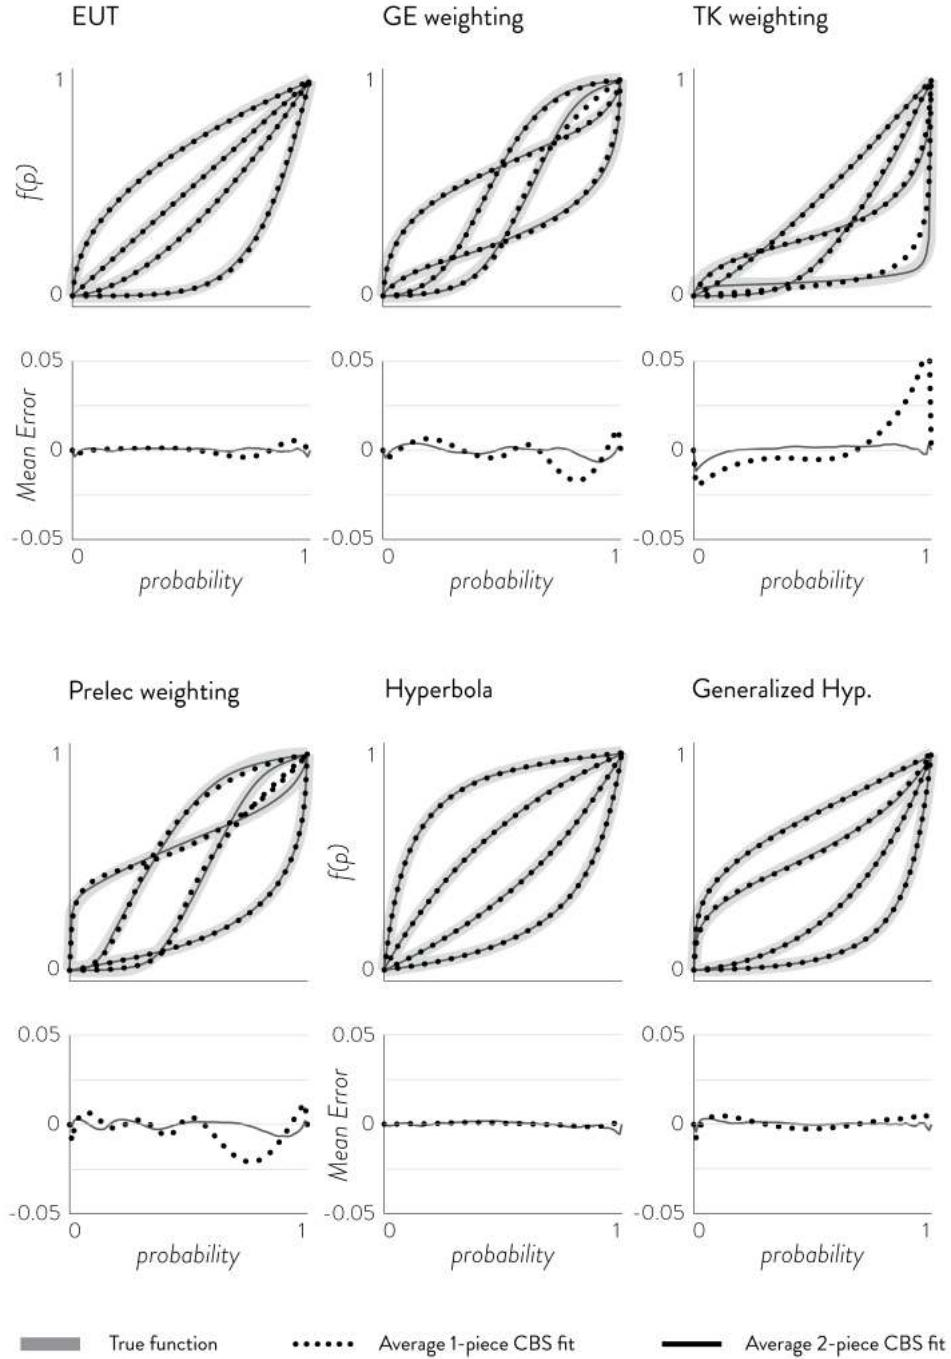 EUT
GE weighting
TK weighting
1
f(p)
0
1
0
1
0
0.05
Mean Error
0
-0.05
0
1
probability
0.05
0
-0.05
0
1
probability
0.05
0
-0.05
0
1
probability
Prelec weighting
Hyperbola
Generalized Hyp.
1
0
1
f(p)
0
1
0
0.05
0
-0.05
0
1
probability
0.05
Mean Error
0
-0.05
0
1
probability
0.05
0
-0.05
0
1
probability
True function
Average 1-piece CBS fit
Average 2-piece CBS fit